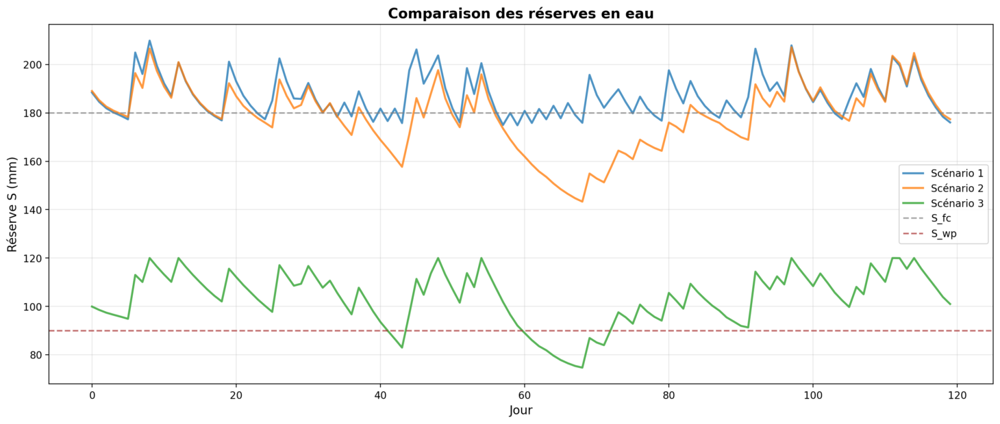 Comparaison des réserves en eau
Réserve S (mm)
200
180
160
140
120
100
80
Scénario 1
Scénario 2
Scénario 3
S_fc
S_wp
0
20
40
60
80
100
120
Jour